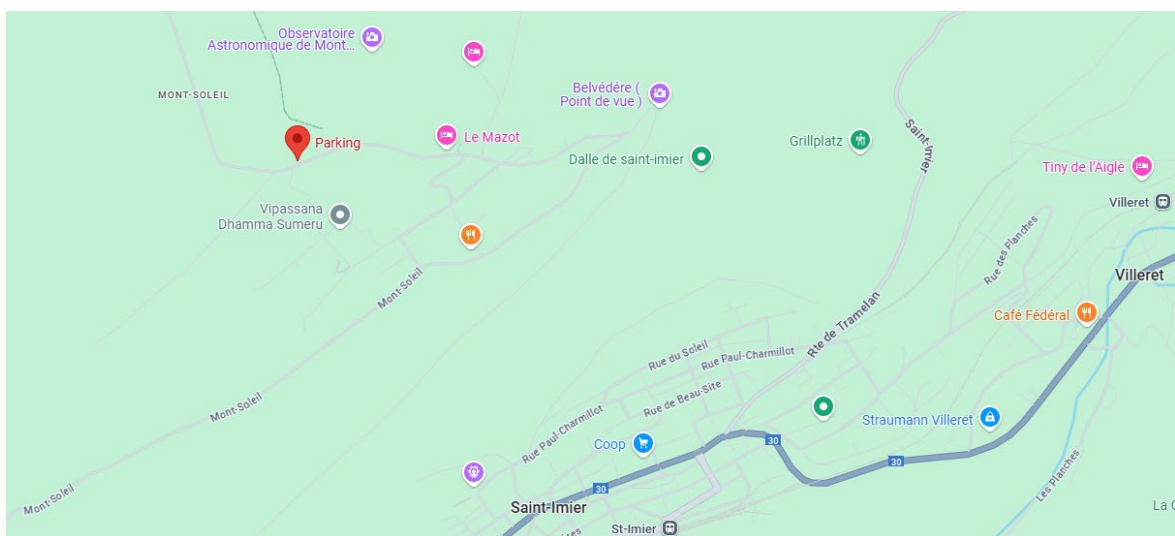 Observatoire
Astronomique de Mont...
MONT-SOLEIL
Belvédére (
Point de vue )
Parking
Le Mazot
Saint-Imier
Grillplatz
Dalle de saint-imier
Tiny de l'Aigle
Villeret
Vipassana
Dhamma Sumeru
Rue des Planches
Villeret
Mont-Soleil
Café Fédéral
Rte de Tramelan
Rue du Soleil
Rue Paul-Charmillot
Rue de Beau-Site
Mont-Soleil
Rue Paul-Charmillot
Straumann Villeret
Coop
30
30
30
Les Planches
Mont-Soleil
Saint-Imier
St-Imier